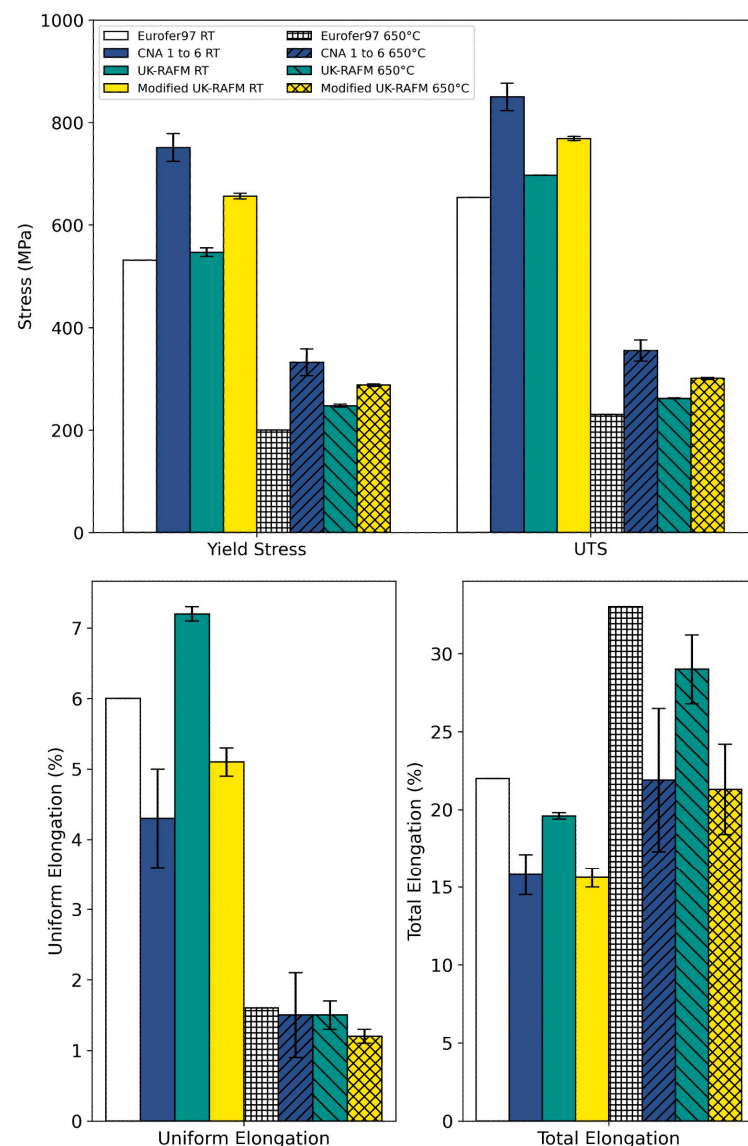 1000
800
600
400
200
0
Stress (MPa)
Eurofer97 RT
CNA 1 to 6 RT
UK-RAFM RT
Modified UK-RAFM RT
Eurofer97 650°C
CNA 1 to 6 650°C
UK-RAFM 650°C
Modified UK-RAFM 650°C
Yield Stress
UTS
7
6
5
4
3
2
1
0
Uniform Elongation (%)
Uniform Elongation
30
25
20
15
10
5
0
Total Elongation (%)
Total Elongation